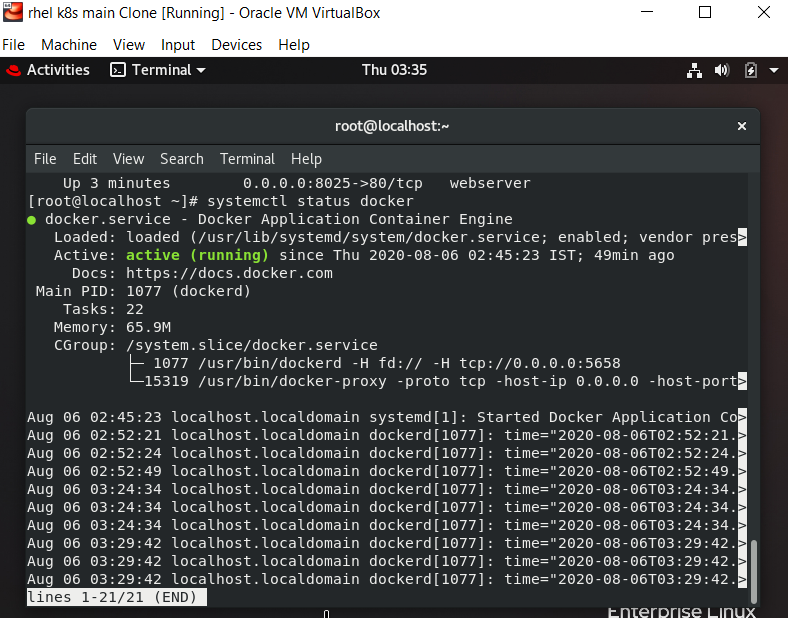 rhel k8s main Clone [Running] - Oracle VM VirtualBox
File Machine View Input Devices Help
Activities Terminal Thu 03:35
root@localhost:~
File Edit View Search Terminal Help
Up 3 minutes 0.0.0.0:8025->80/tcp webserver
[root@localhost ~]# systemctl status docker
● docker.service - Docker Application Container Engine
Loaded: loaded (/usr/lib/systemd/system/docker.service; enabled; vendor pres>
Active: active (running) since Thu 2020-08-06 02:45:23 IST; 49min ago
Docs: https://docs.docker.com
Main PID: 1077 (dockerd)
Tasks: 22
Memory: 65.9M
CGroup: /system.slice/docker.service
├─ 1077 /usr/bin/dockerd -H fd:// -H tcp://0.0.0.0:5658
└─15319 /usr/bin/docker-proxy -proto tcp -host-ip 0.0.0.0 -host-port>
Aug 06 02:45:23 localhost.localdomain systemd[1]: Started Docker Application Co>
Aug 06 02:52:21 localhost.localdomain dockerd[1077]: time="2020-08-06T02:52:21.>
Aug 06 02:52:24 localhost.localdomain dockerd[1077]: time="2020-08-06T02:52:24.>
Aug 06 02:52:49 localhost.localdomain dockerd[1077]: time="2020-08-06T02:52:49.>
Aug 06 03:24:34 localhost.localdomain dockerd[1077]: time="2020-08-06T03:24:34.>
Aug 06 03:24:34 localhost.localdomain dockerd[1077]: time="2020-08-06T03:24:34.>
Aug 06 03:24:34 localhost.localdomain dockerd[1077]: time="2020-08-06T03:24:34.>
Aug 06 03:29:42 localhost.localdomain dockerd[1077]: time="2020-08-06T03:29:42.>
Aug 06 03:29:42 localhost.localdomain dockerd[1077]: time="2020-08-06T03:29:42.>
Aug 06 03:29:42 localhost.localdomain dockerd[1077]: time="2020-08-06T03:29:42.>
lines 1-21/21 (END)
Enterprise Linux